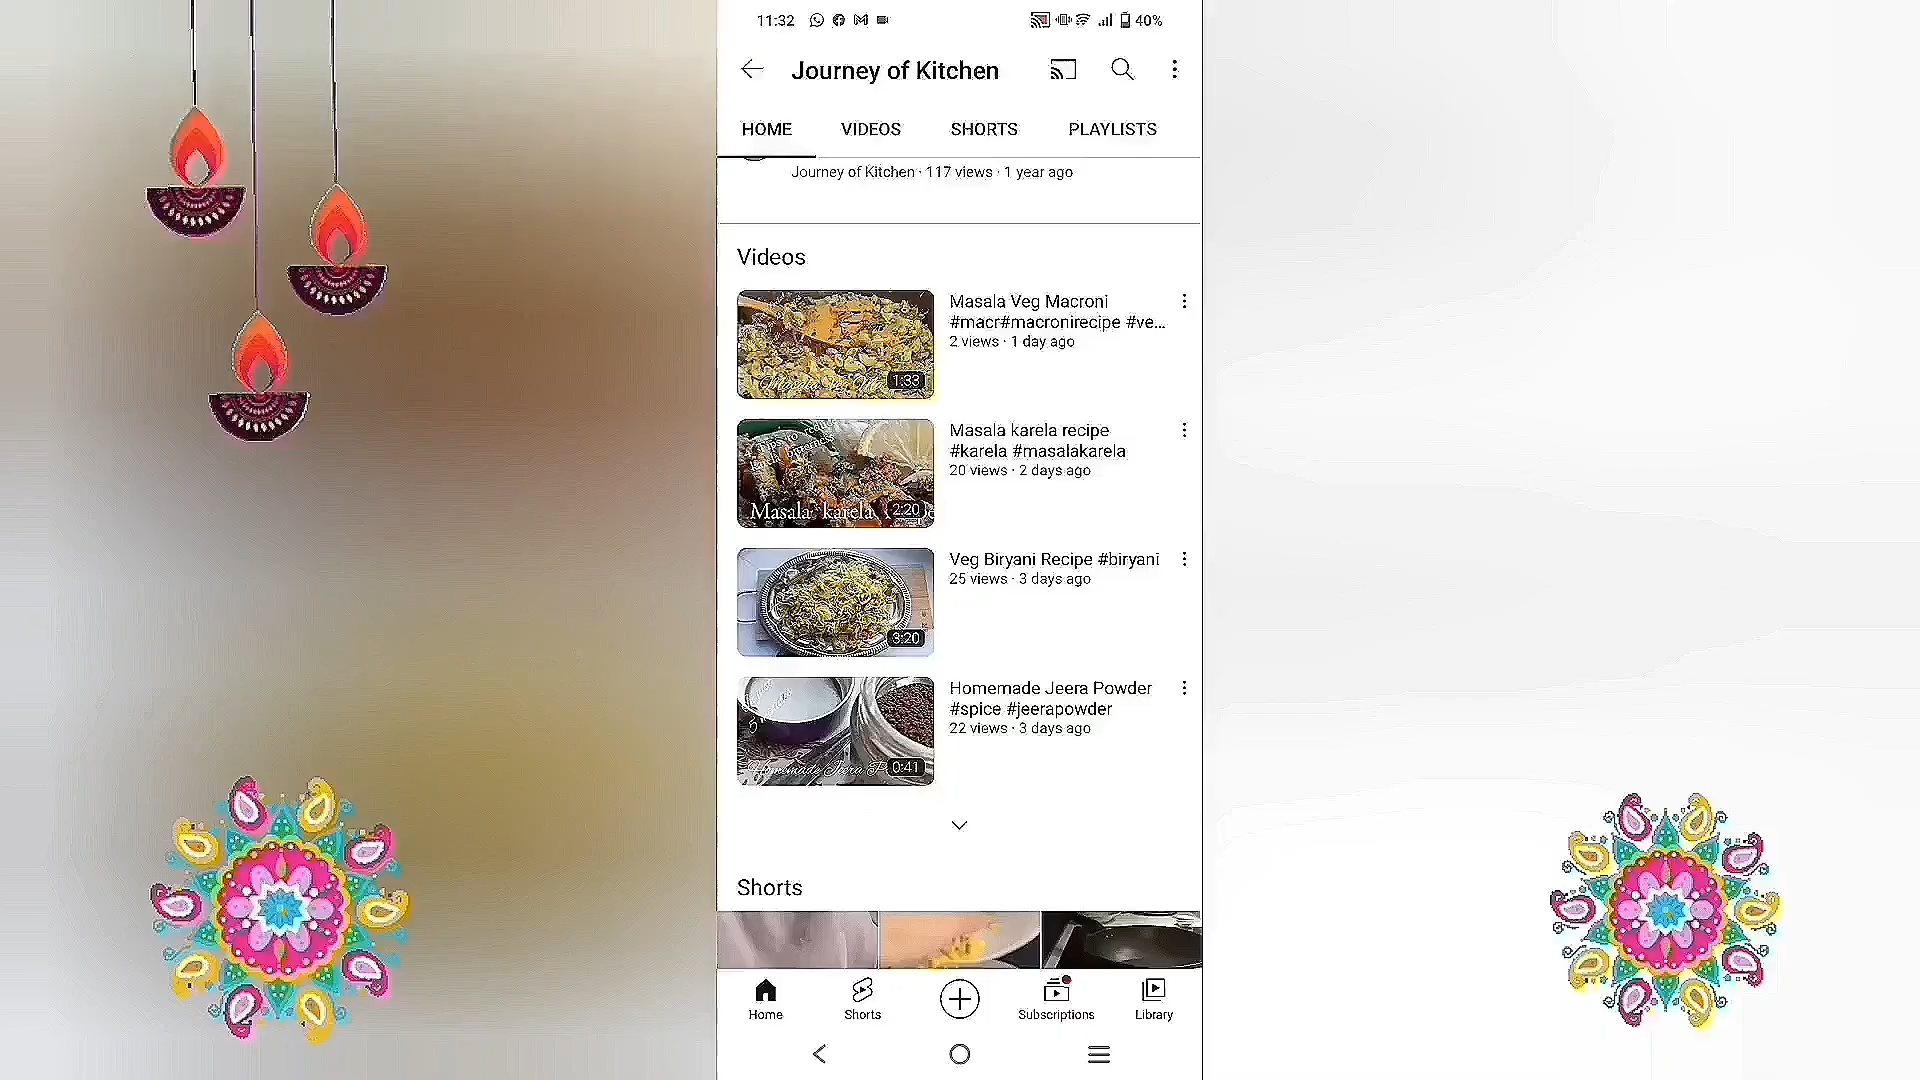 11:32
40%
Journey of Kitchen
HOME VIDEOS SHORTS PLAYLISTS
Journey of Kitchen · 117 views · 1 year ago
Videos
Masala Veg Macroni
#macr#macronirecipe #ve...
2 views · 1 day ago
1:33
Masala karela recipe
#karela #masalakarela
20 views · 2 days ago
Masala karela
2:20
Veg Biryani Recipe #biryani
25 views · 3 days ago
3:20
Homemade Jeera Powder
#spice #jeerapowder
22 views · 3 days ago
Homemade Jeera P
0:41
Shorts
Home Shorts Subscriptions Library